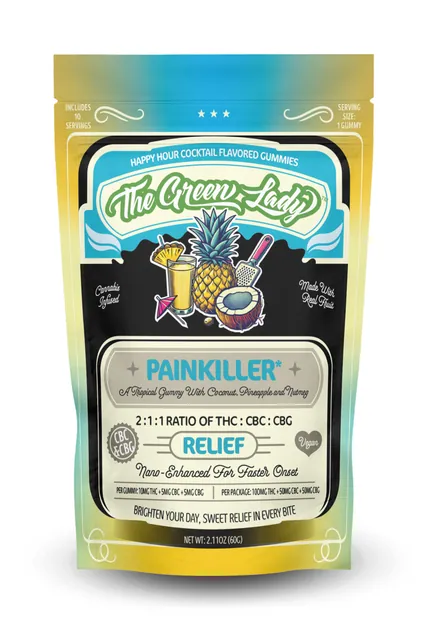 INCLUDES
10
SERVINGS
SERVING
SIZE:
1 GUMMY
HAPPY HOUR COCKTAIL FLAVORED GUMMIES
The Green Lady
Cannabis
Infused
Made With
Real Fruit
PAINKILLER*
A Tropical Gummy With Coconut, Pineapple and Nutmeg
2:1:1 RATIO OF THC : CBC : CBG
CBC
&CBG
RELIEF
Vegan
Nano-Enhanced For Faster Onset
PER GUMMY: 10MG THC + 5MG CBC + 5MG CBG
PER PACKAGE: 100MG THC + 50MG CBC + 50MG CBG
BRIGHTEN YOUR DAY, SWEET RELIEF IN EVERY BITE
NET WT: 2.11OZ (60G)